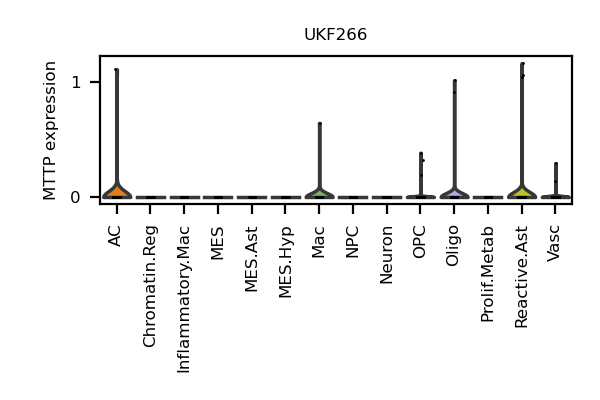 UKF266
MTTP expression
1
0
AC
Chromatin.Reg
Inflammatory.Mac
MES
MES.Ast
MES.Hyp
Mac
NPC
Neuron
OPC
Oligo
Prolif.Metab
Reactive.Ast
Vasc